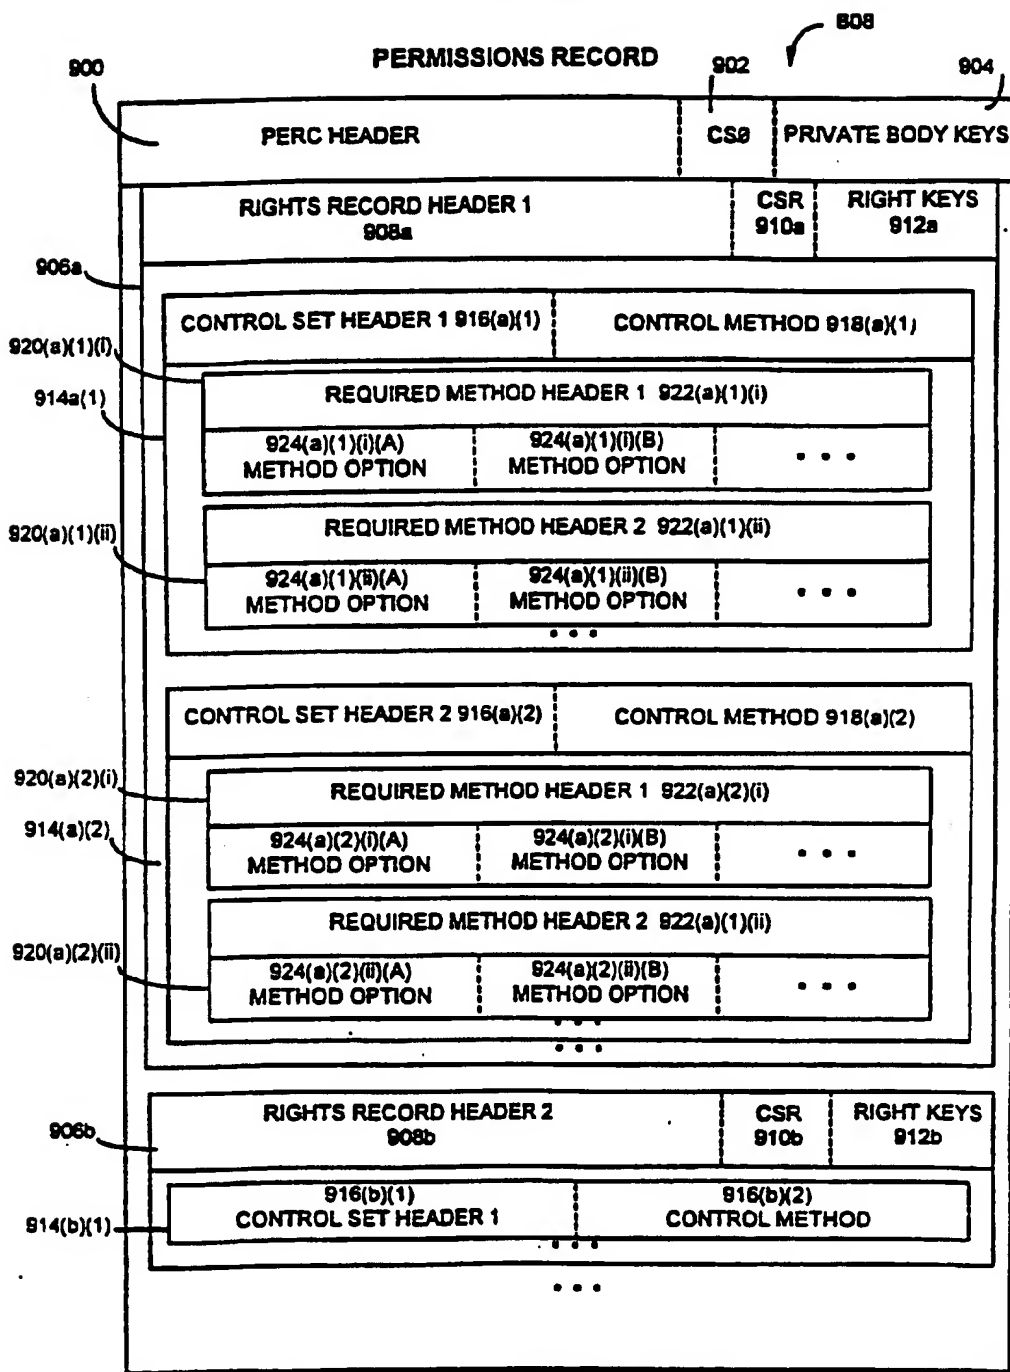 808
PERMISSIONS RECORD
900
902
904
PERC HEADER
CS0
PRIVATE BODY KEYS
RIGHTS RECORD HEADER 1
908a
CSR
910a
RIGHT KEYS
912a
906a
CONTROL SET HEADER 1 916(a)(1)
CONTROL METHOD 918(a)(1)
920(a)(1)(i)
REQUIRED METHOD HEADER 1 922(a)(1)(i)
914a(1)
924(a)(1)(i)(A)
METHOD OPTION
924(a)(1)(i)(B)
METHOD OPTION
• • •
920(a)(1)(ii)
REQUIRED METHOD HEADER 2 922(a)(1)(ii)
924(a)(1)(ii)(A)
METHOD OPTION
924(a)(1)(ii)(B)
METHOD OPTION
• • •
• • •
CONTROL SET HEADER 2 916(a)(2)
CONTROL METHOD 918(a)(2)
920(a)(2)(i)
REQUIRED METHOD HEADER 1 922(a)(2)(i)
914(a)(2)
924(a)(2)(i)(A)
METHOD OPTION
924(a)(2)(i)(B)
METHOD OPTION
• • •
REQUIRED METHOD HEADER 2 922(a)(1)(ii)
920(a)(2)(ii)
924(a)(2)(ii)(A)
METHOD OPTION
924(a)(2)(ii)(B)
METHOD OPTION
• • •
• • •
• • •
906b
RIGHTS RECORD HEADER 2
908b
CSR
910b
RIGHT KEYS
912b
914(b)(1)
916(b)(1)
CONTROL SET HEADER 1
916(b)(2)
CONTROL METHOD
• • •
• • •